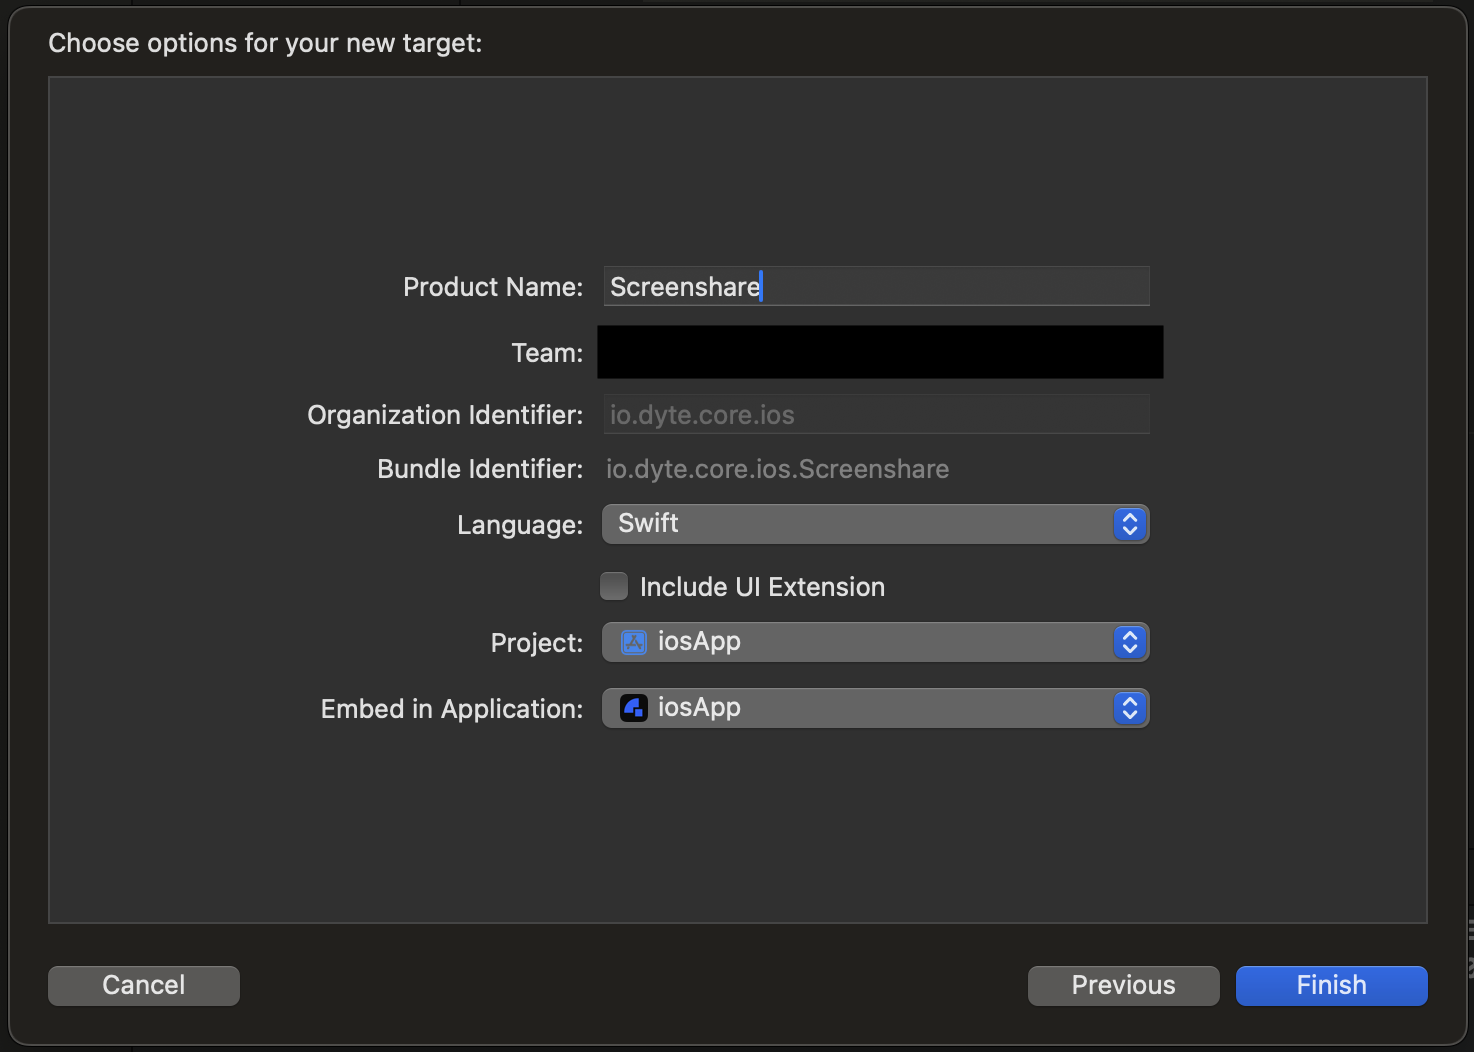 Choose options for your new target:
Product Name: Screenshare
Team:
Organization Identifier: io.dyte.core.ios
Bundle Identifier: io.dyte.core.ios.Screenshare
Language: Swift
Include UI Extension
Project: iosApp
Embed in Application: iosApp
Cancel Previous Finish